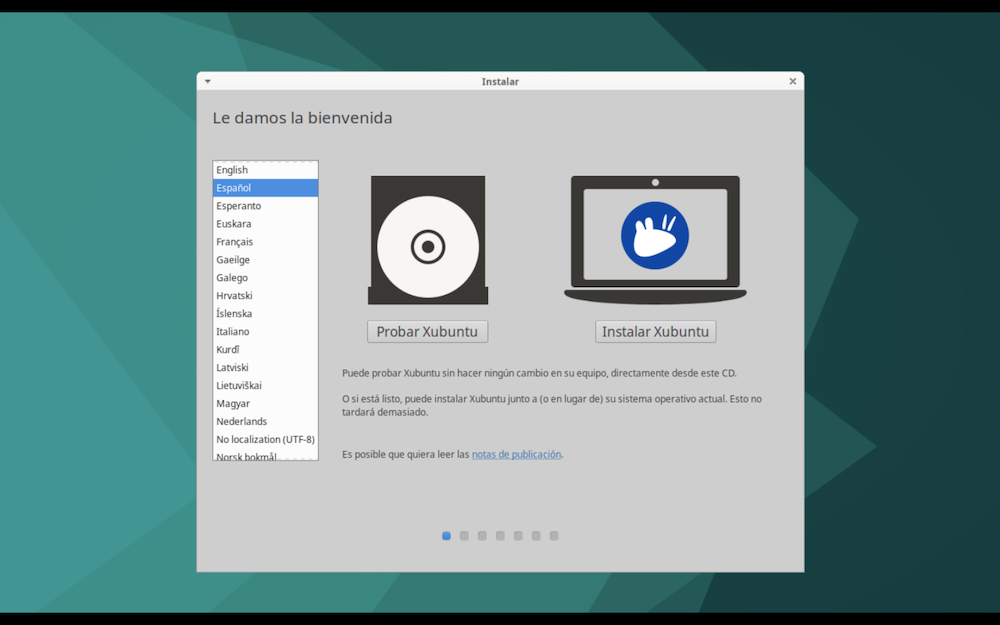 Instalar
Le damos la bienvenida
English
Español
Esperanto
Euskara
Français
Gaeilge
Galego
Hrvatski
Íslenska
Italiano
Kurdî
Latviski
Lietuviškai
Magyar
Nederlands
No localization (UTF-8)
Norsk bokmål
Probar Xubuntu
Instalar Xubuntu
Puede probar Xubuntu sin hacer ningún cambio en su equipo, directamente desde este CD.
O si está listo, puede instalar Xubuntu junto a (o en lugar de) su sistema operativo actual. Esto no
tardará demasiado.
Es posible que quiera leer las notas de publicación.